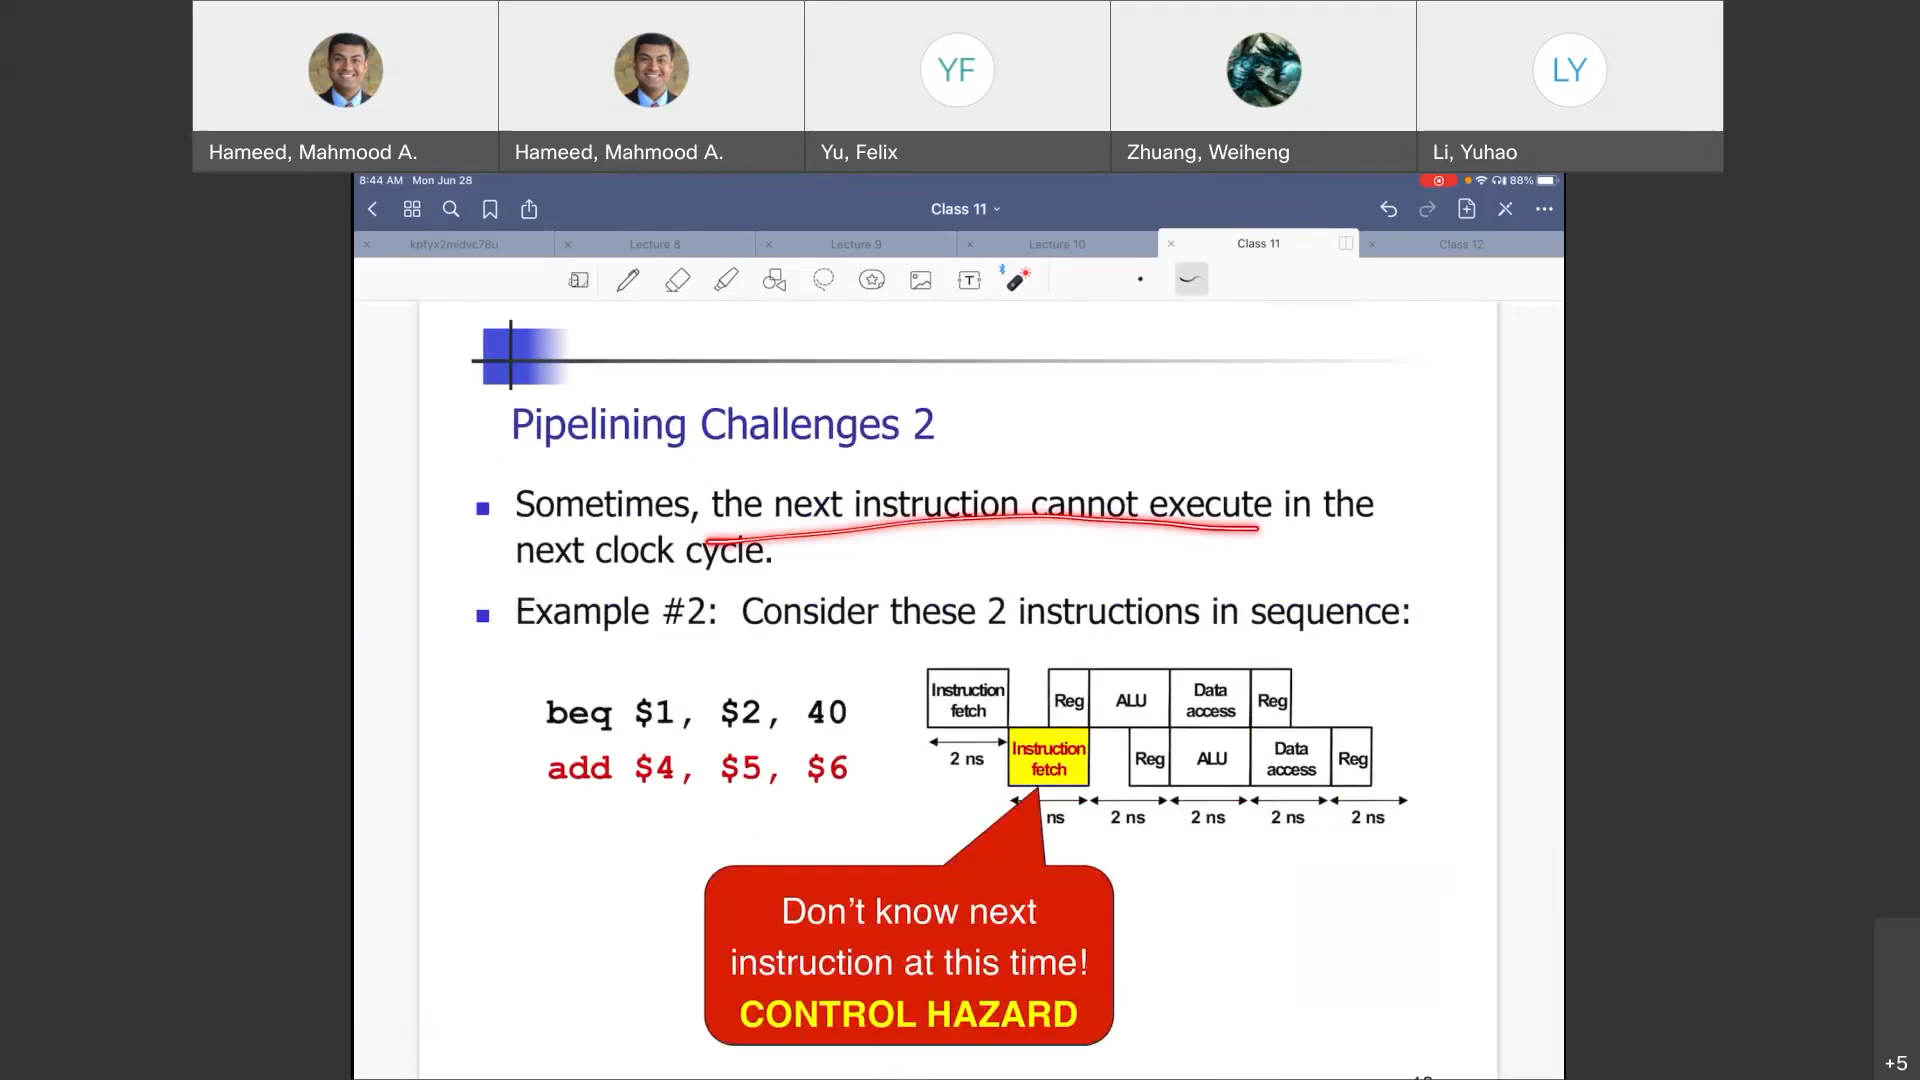 YF
LY
Hameed, Mahmood A.
Hameed, Mahmood A.
Yu, Felix
Zhuang, Weiheng
Li, Yuhao
8:44 AM Mon Jun 28
88%
Class 11
kpfyx2midvc78u
Lecture 8
Lecture 9
Lecture 10
Class 11
Class 12
T
Pipelining Challenges 2
Sometimes, the next instruction cannot execute in the
next clock cycle.
Example #2: Consider these 2 instructions in sequence:
beq $1, $2, 40
add $4, $5, $6
Instruction
fetch
Reg
ALU
Data
access
Reg
2 ns
Instruction
fetch
Reg
ALU
Data
access
Reg
ns
2 ns
2 ns
2 ns
2 ns
Don't know next
instruction at this time!
CONTROL HAZARD
+5